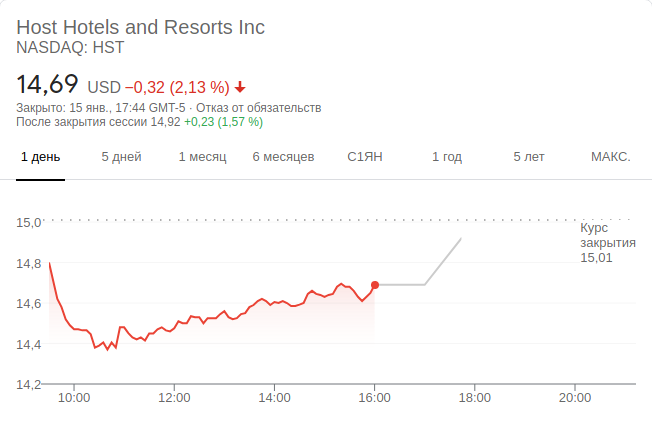 Host Hotels and Resorts Inc
NASDAQ: HST
14,69 USD −0,32 (2,13 %)
Закрыто: 15 янв., 17:44 GMT-5 · Отказ от обязательств
После закрытия сессии 14,92 +0,23 (1,57 %)
1 день 5 дней 1 месяц 6 месяцев С1ЯН 1 год 5 лет МАКС.
15,0
Курс
закрытия
15,01
14,8
14,6
14,4
14,2
10:00 12:00 14:00 16:00 18:00 20:00